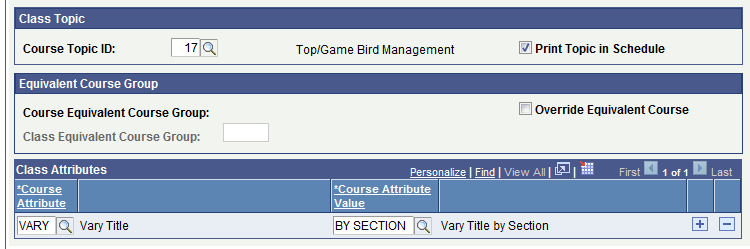 Class Topic
Course Topic ID: 17 Top/Game Bird Management Print Topic in Schedule
Equivalent Course Group
Course Equivalent Course Group: Override Equivalent Course
Class Equivalent Course Group:
Class Attributes Personalize | Find | View All | | First 1 of 1 Last
*Course Attribute *Course Attribute Value
VARY Vary Title BY SECTION Vary Title by Section